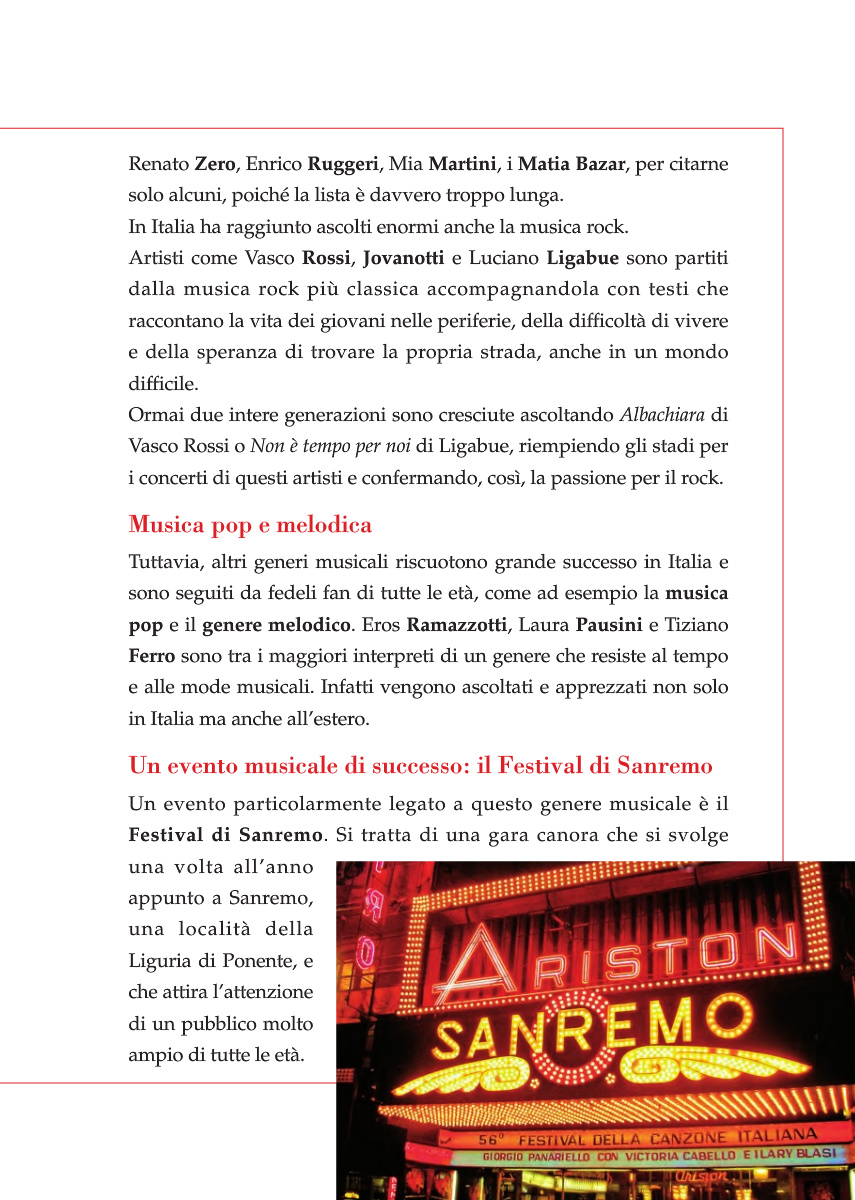 Renato Zero, Enrico Ruggeri, Mia Martini, i Matia Bazar, per citarne
solo alcuni, poiché la lista è davvero troppo lunga.
In Italia ha raggiunto ascolti enormi anche la musica rock.
Artisti come Vasco Rossi, Jovanotti e Luciano Ligabue sono partiti
dalla musica rock più classica accompagnandola con testi che
raccontano la vita dei giovani nelle periferie, della difficoltà di vivere
e della speranza di trovare la propria strada, anche in un mondo
difficile.
Ormai due intere generazioni sono cresciute ascoltando Albachiara di
Vasco Rossi o Non è tempo per noi di Ligabue, riempiendo gli stadi per
i concerti di questi artisti e confermando, così, la passione per il rock.
Musica pop e melodica
Tuttavia, altri generi musicali riscuotono grande successo in Italia e
sono seguiti da fedeli fan di tutte le età, come ad esempio la musica
pop e il genere melodico. Eros Ramazzotti, Laura Pausini e Tiziano
Ferro sono tra i maggiori interpreti di un genere che resiste al tempo
e alle mode musicali. Infatti vengono ascoltati e apprezzati non solo
in Italia ma anche all'estero.
Un evento musicale di successo: il Festival di Sanremo
Un evento particolarmente legato a questo genere musicale è il
Festival di Sanremo. Si tratta di una gara canora che si svolge
una volta all'anno
appunto a Sanremo,
una località della
Liguria di Ponente, e
che attira l'attenzione
di un pubblico molto
ampio di tutte le età.
ARISTON
SANREMO
56° FESTIVAL DELLA CANZONE ITALIANA
GIORGIO PANARIELLO CON VICTORIA CABELLO E ILARY BLASI
Ariston